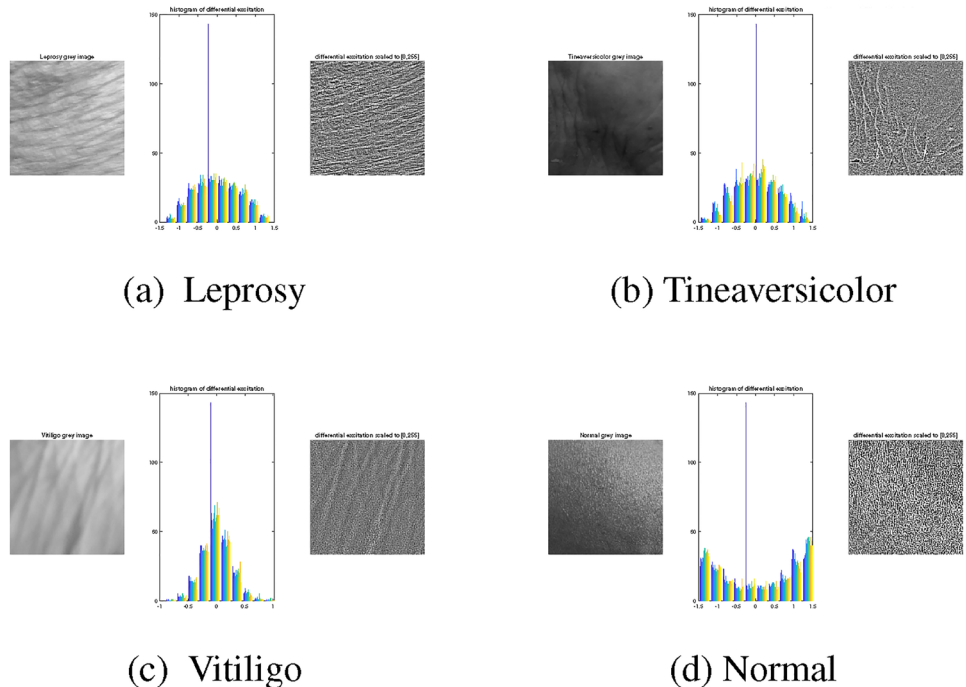 histogram of differential excitation
150
Leprosy grey image
differential excitation scaled to [0,255]
100
50
0
-1.5 -1 -0.5 0 0.5 1 1.5
(a) Leprosy
histogram of differential excitation
150
Tineaversicolor grey image
differential excitation scaled to [0,255]
100
50
0
-1.5 -1 -0.5 0 0.5 1 1.5
(b) Tineaversicolor
histogram of differential excitation
150
Vitiligo grey image
differential excitation scaled to [0,255]
100
50
0
-1 -0.5 0 0.5 1
(c) Vitiligo
histogram of differential excitation
150
Normal grey image
differential excitation scaled to [0,255]
100
50
0
-1.5 -1 -0.5 0 0.5 1 1.5
(d) Normal